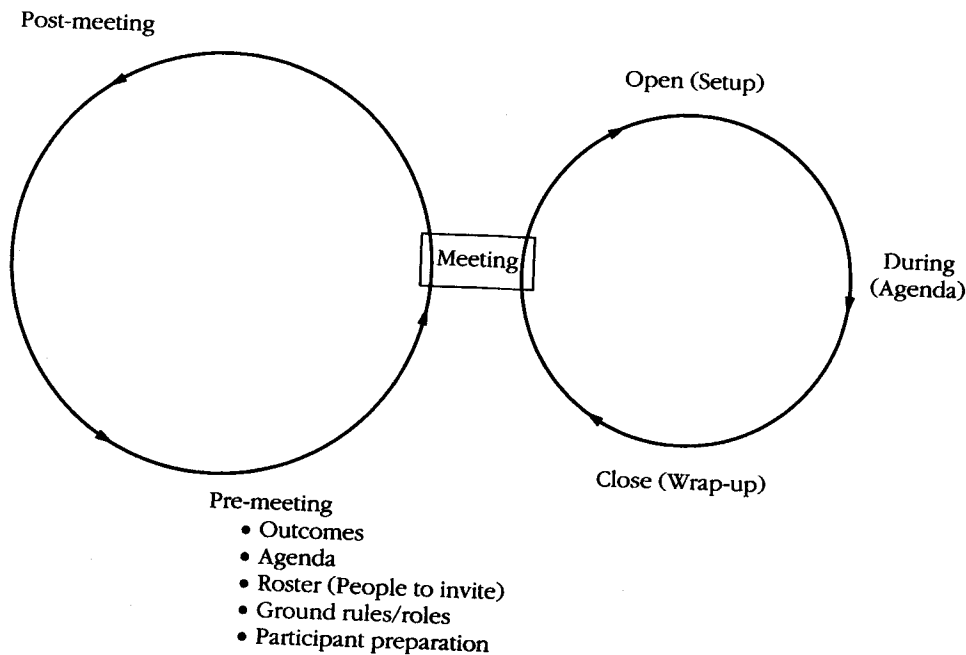 Post-meeting
Open (Setup)
Meeting
During
(Agenda)
Close (Wrap-up)
Pre-meeting
• Outcomes
• Agenda
• Roster (People to invite)
• Ground rules/roles
• Participant preparation